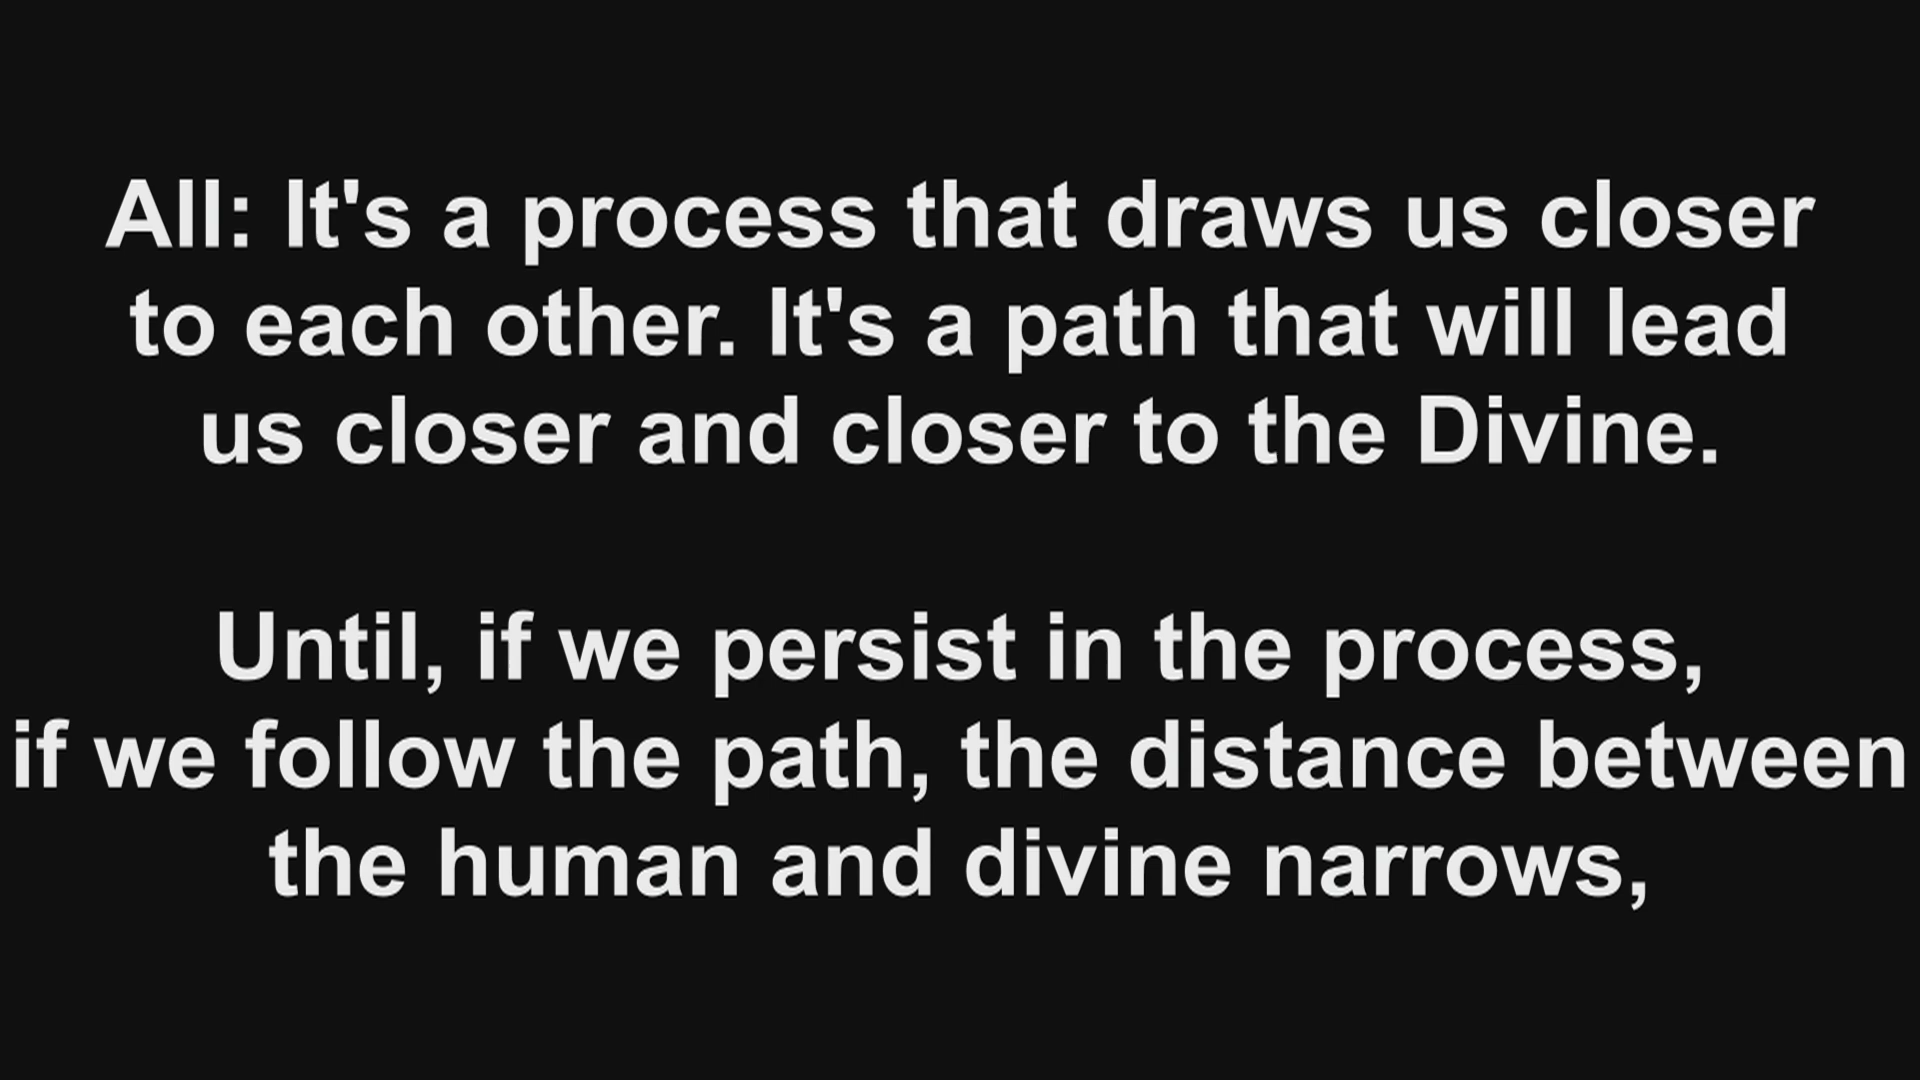 All: It's a process that draws us closer
to each other. It's a path that will lead
us closer and closer to the Divine.
Until, if we persist in the process,
if we follow the path, the distance between
the human and divine narrows,